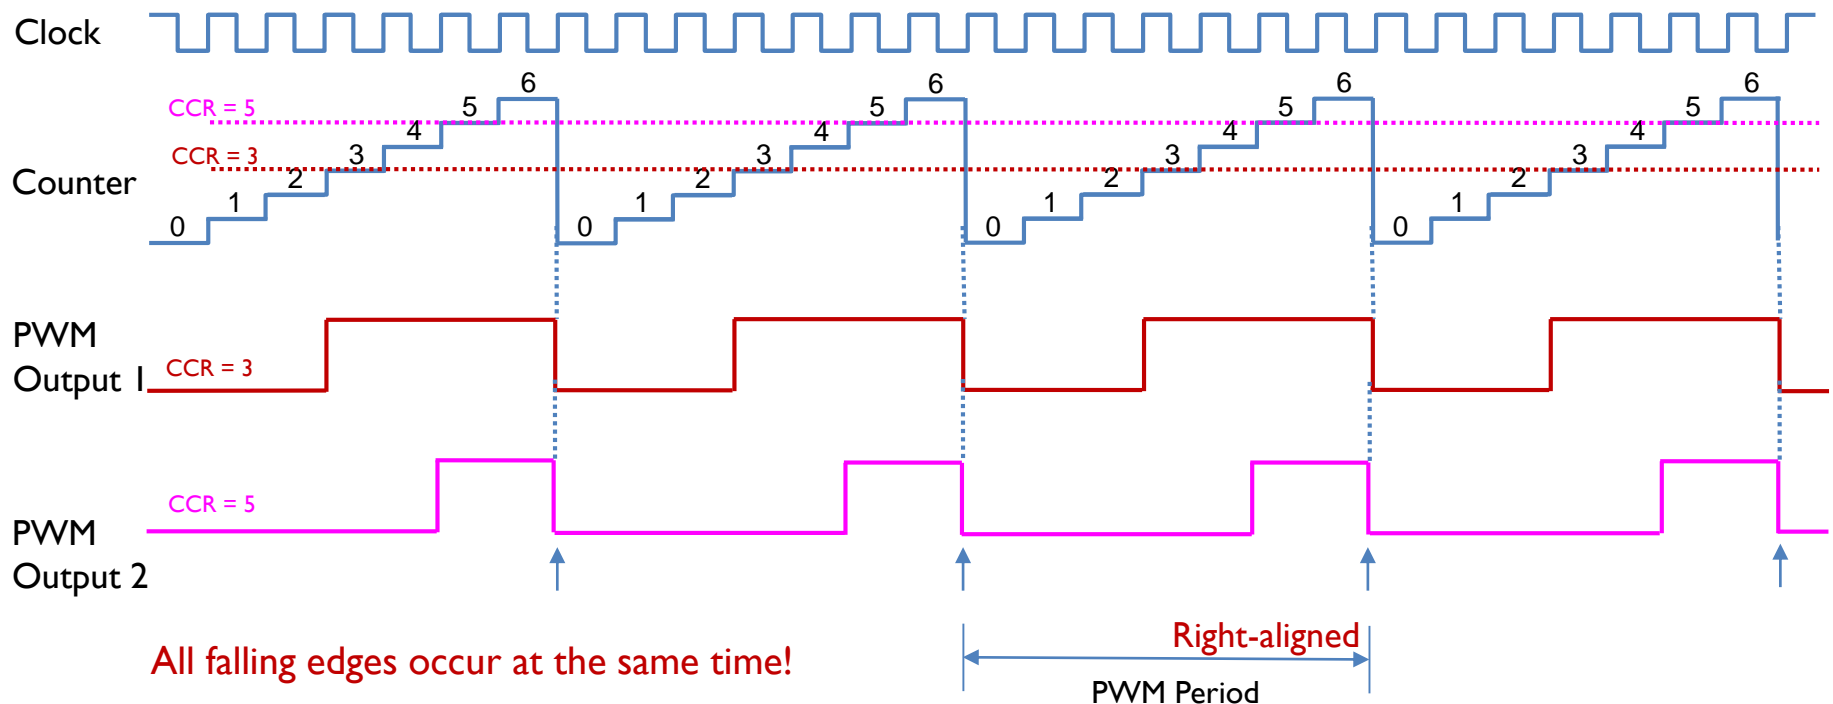 Clock
6 6 6 6
CCR = 5 5 5 5 5
4 4 4 4
CCR = 3 3 3 3 3
Counter 2 2 2 2
1 1 1 1
0 0 0 0
PWM
Output 1
CCR = 3
CCR = 5
PWM
Output 2
All falling edges occur at the same time!
Right-aligned
PWM Period